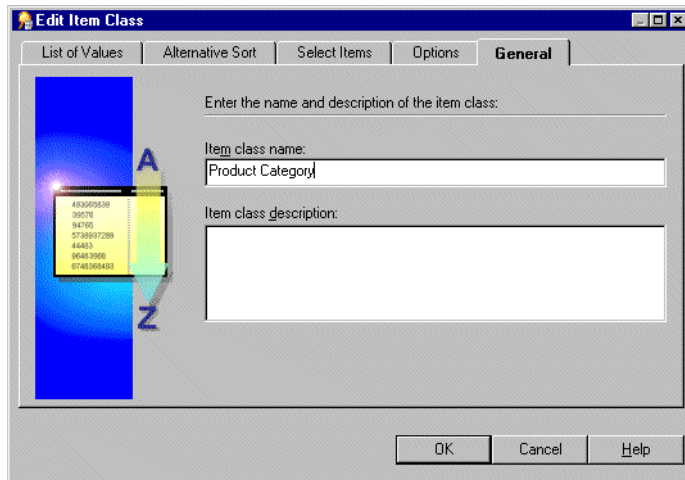 Edit Item Class
List of Values
Alternative Sort
Select Items
Options
General
Enter the name and description of the item class:
Item class name:
Product Category
Item class description:
A
Z
OK
Cancel
Help